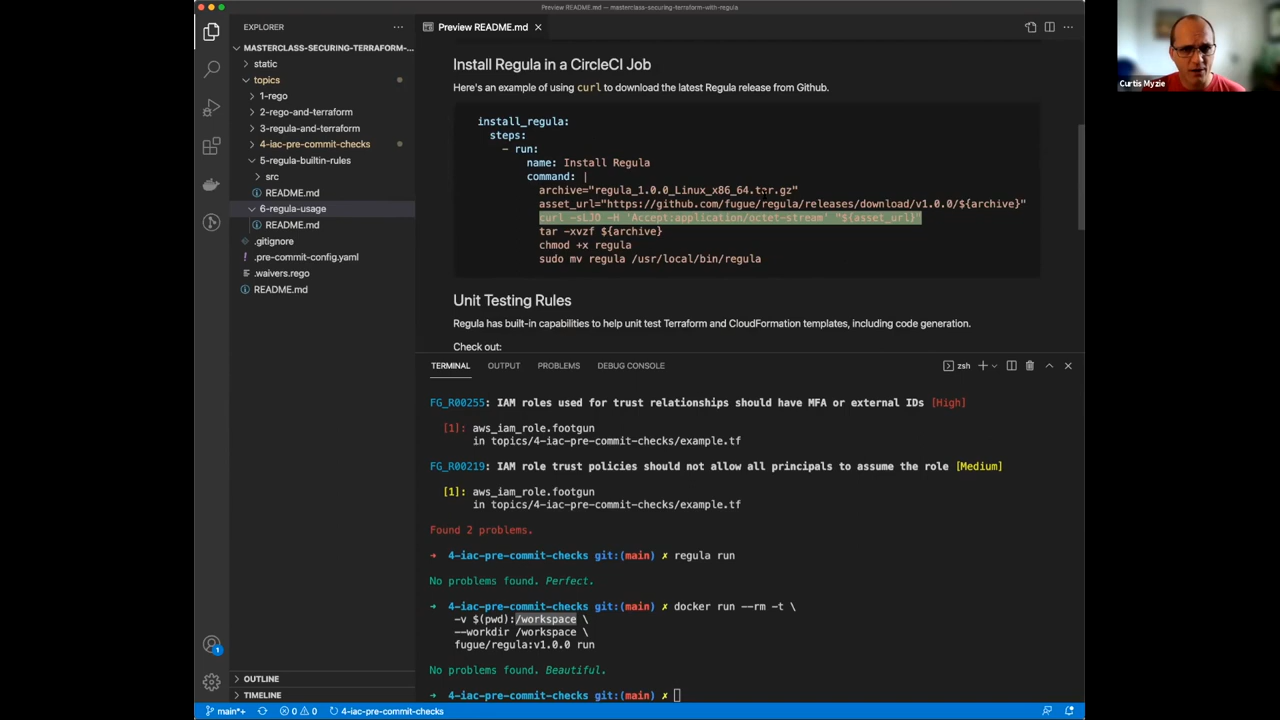 Preview README.md — masterclass-securing-terraform-with-regula
EXPLORER
MASTERCLASS-SECURING-TERRAFORM-...
static
topics
1-rego
2-rego-and-terraform
3-regula-and-terraform
4-iac-pre-commit-checks
5-regula-builtin-rules
src
README.md
6-regula-usage
README.md
.gitignore
.pre-commit-config.yaml
.waivers.rego
README.md
OUTLINE
TIMELINE
1
Preview README.md
Install Regula in a CircleCI Job
Here's an example of using curl to download the latest Regula release from Github.
install_regula:
steps:
- run:
name: Install Regula
command: |
archive="regula_1.0.0_Linux_x86_64.tar.gz"
asset_url="https://github.com/fugue/regula/releases/download/v1.0.0/${archive}"
curl -sLJO -H 'Accept:application/octet-stream' "${asset_url}"
tar -xvzf ${archive}
chmod +x regula
sudo mv regula /usr/local/bin/regula
Unit Testing Rules
Regula has built-in capabilities to help unit test Terraform and CloudFormation templates, including code generation.
Check out:
TERMINAL OUTPUT PROBLEMS DEBUG CONSOLE
zsh
FG_R00255: IAM roles used for trust relationships should have MFA or external IDs [High]
[1]: aws_iam_role.footgun
in topics/4-iac-pre-commit-checks/example.tf
FG_R00219: IAM role trust policies should not allow all principals to assume the role [Medium]
[1]: aws_iam_role.footgun
in topics/4-iac-pre-commit-checks/example.tf
Found 2 problems.
➜ 4-iac-pre-commit-checks git:(main) ✗ regula run
No problems found. Perfect.
➜ 4-iac-pre-commit-checks git:(main) ✗ docker run --rm -t \
-v $(pwd):/workspace \
--workdir /workspace \
fugue/regula:v1.0.0 run
No problems found. Beautiful.
➜ 4-iac-pre-commit-checks git:(main) ✗
main*+ 0 0 4-iac-pre-commit-checks
Curtis Myzie